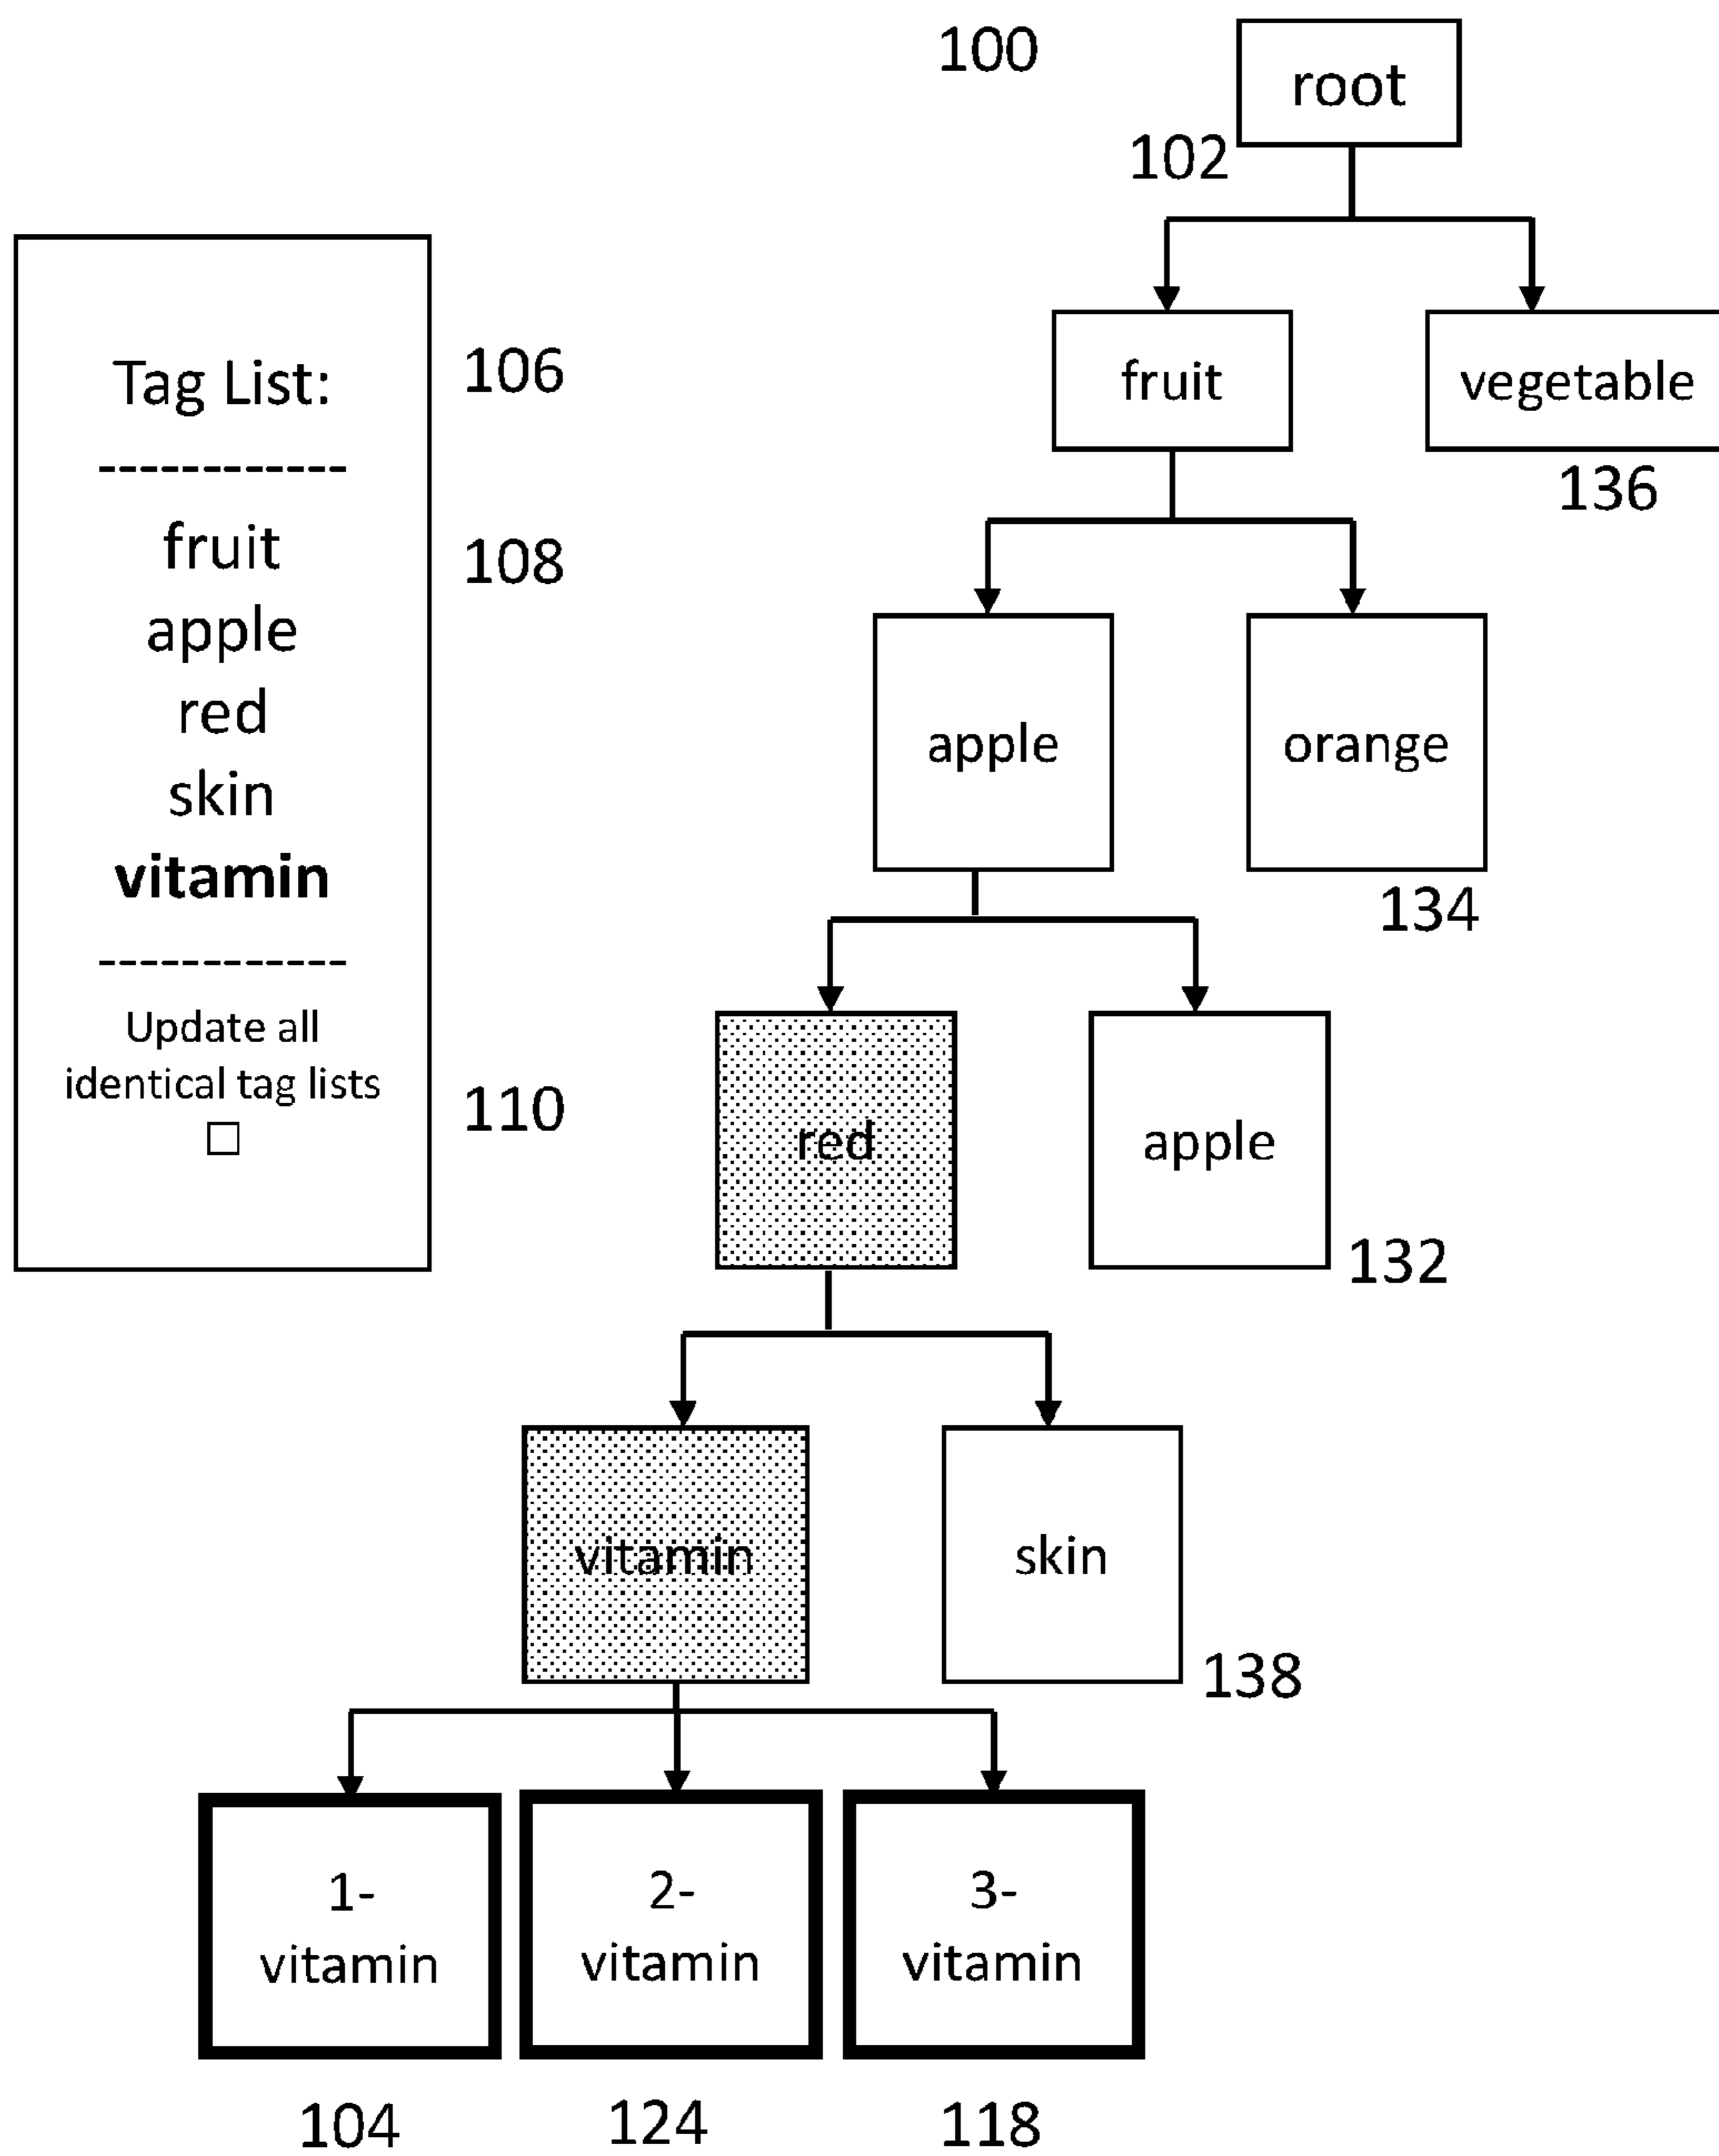 100
root
102
Tag List:
------------
fruit
apple
red
skin
vitamin
------------
Update all
identical tag lists
☐
106
108
110
fruit
vegetable
136
apple
orange
134
red
apple
132
vitamin
skin
138
1-
vitamin
2-
vitamin
3-
vitamin
104
124
118